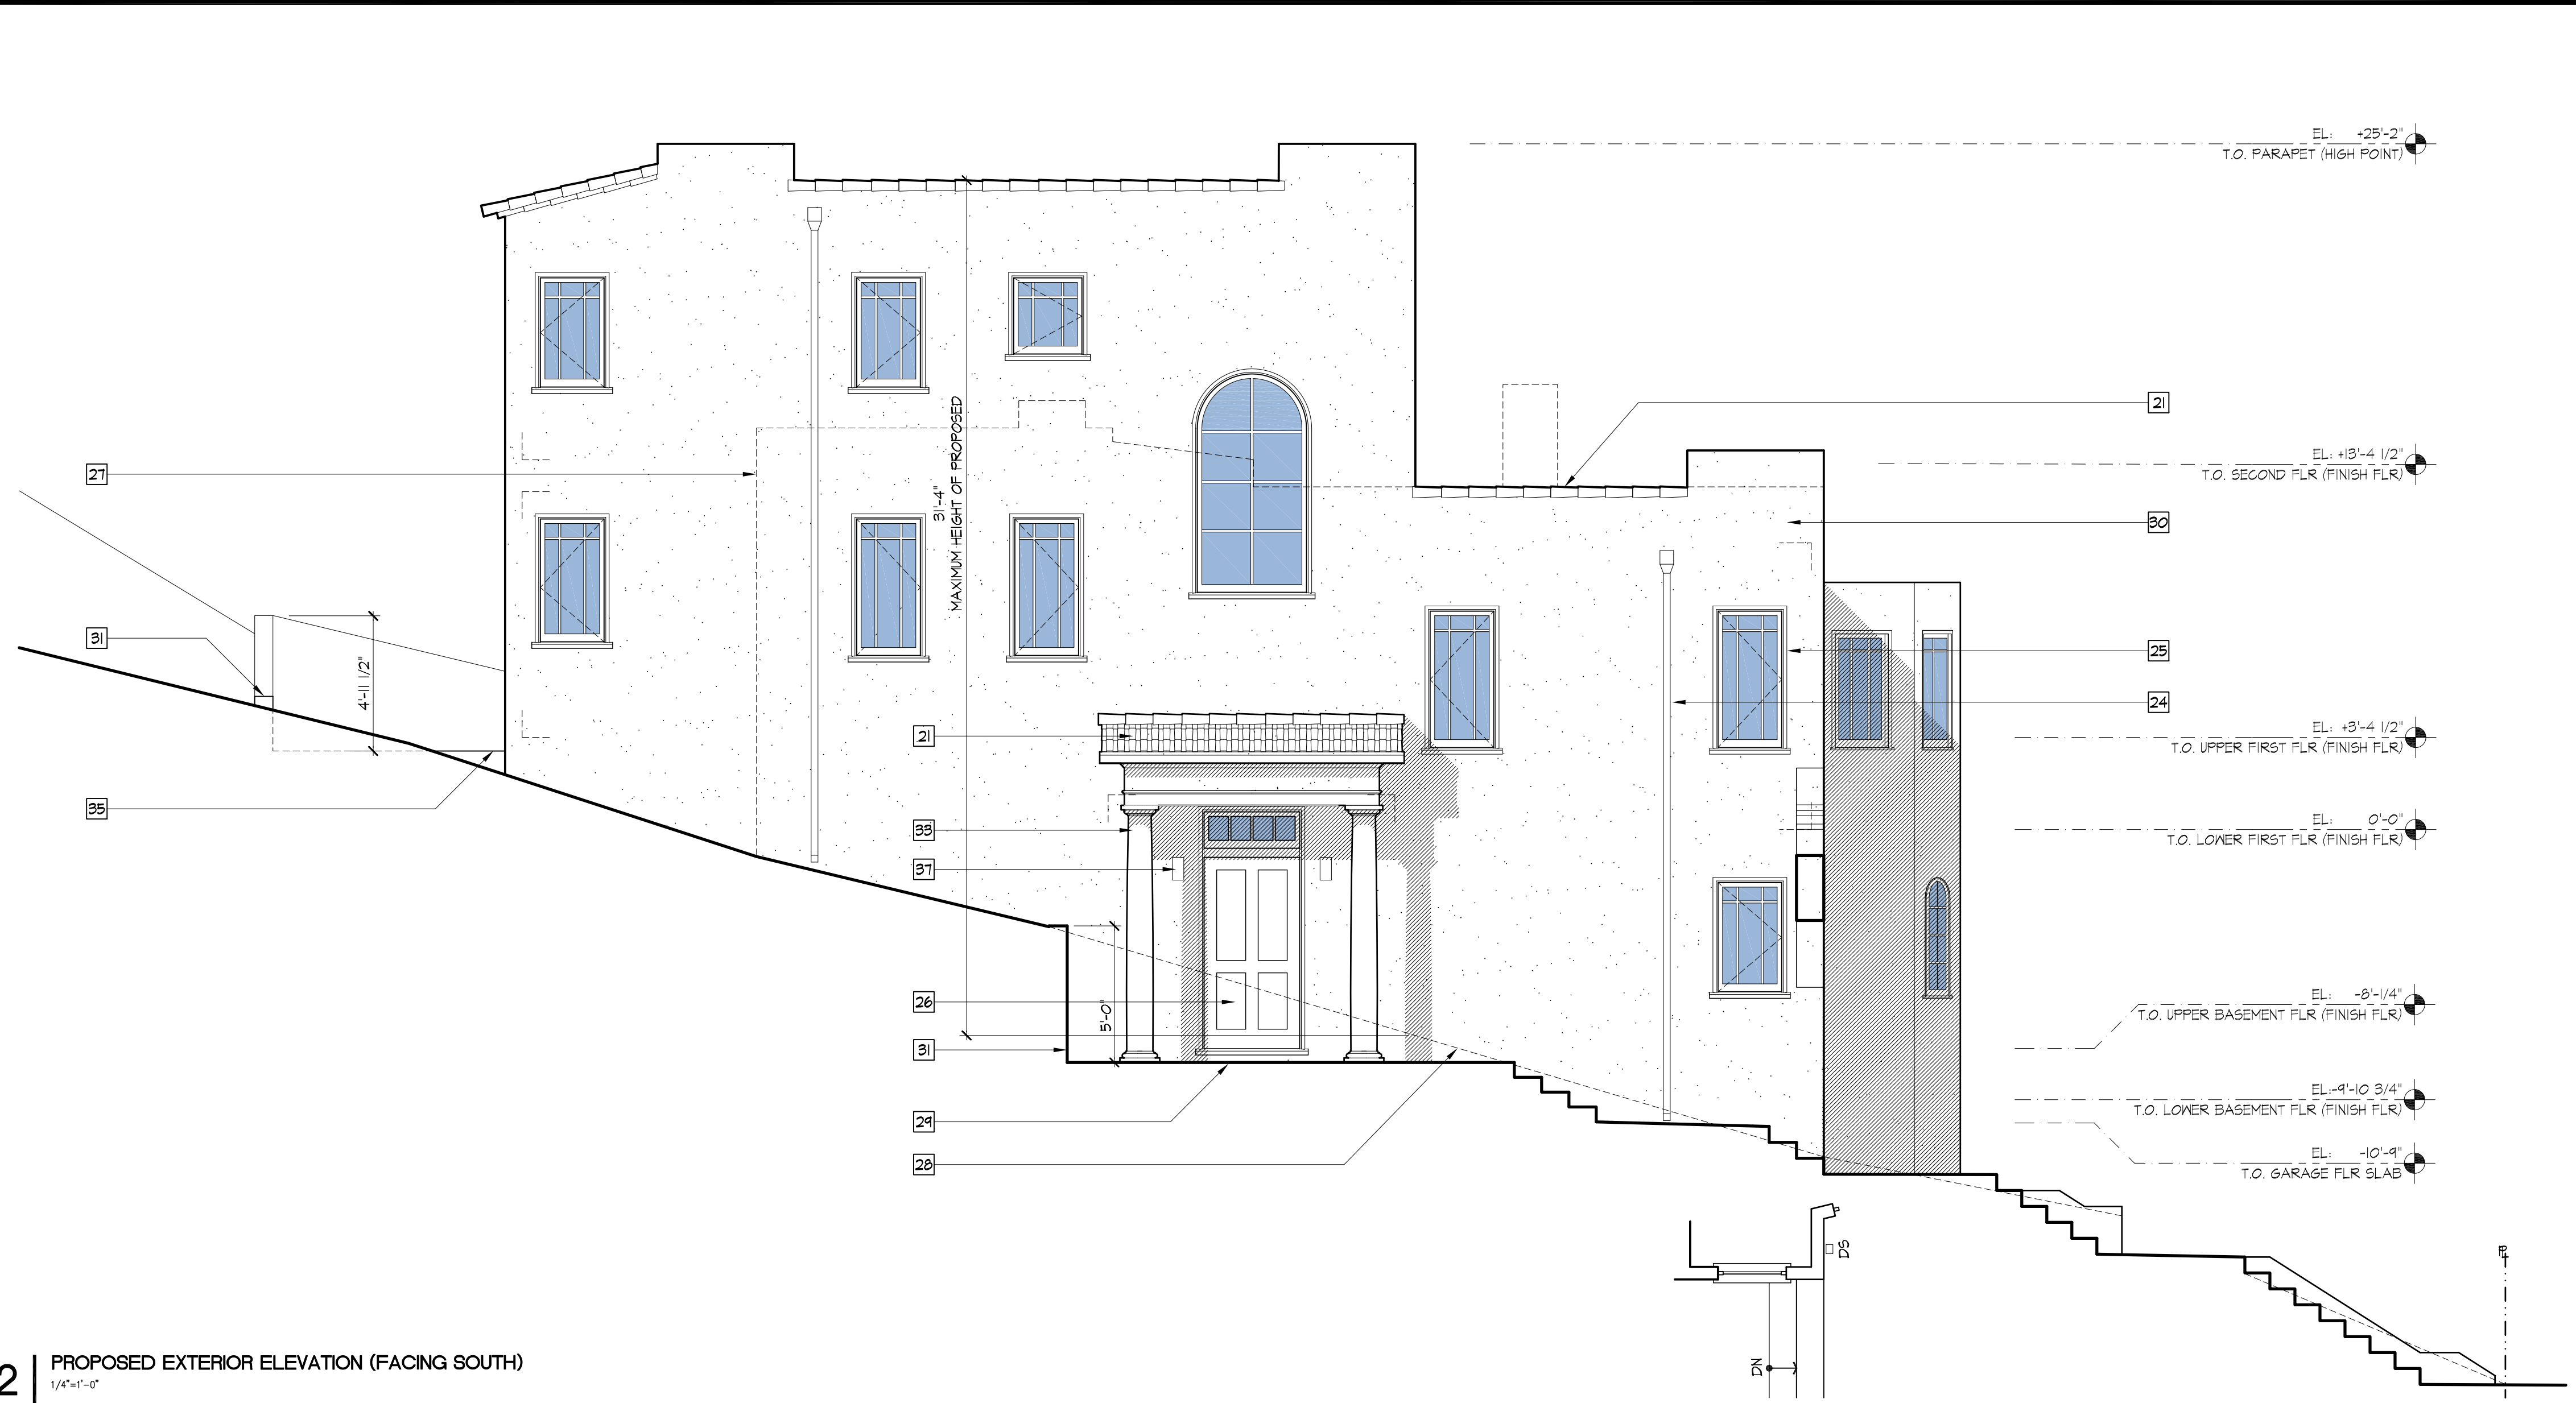 EL: +25'-2"
T.O. PARAPET (HIGH POINT)
21
EL: +13'-4 1/2"
T.O. SECOND FLR (FINISH FLR)
27
31'-4"
MAXIMUM HEIGHT OF PROPOSED
30
31
4'-11 1/2"
25
24
21
EL: +3'-4 1/2"
T.O. UPPER FIRST FLR (FINISH FLR)
35
33
EL: 0'-0"
T.O. LOWER FIRST FLR (FINISH FLR)
37
26
5'-0"
EL: -8'-1/4"
T.O. UPPER BASEMENT FLR (FINISH FLR)
31
EL:-9'-10 3/4"
T.O. LOWER BASEMENT FLR (FINISH FLR)
29
28
EL: -10'-9"
T.O. GARAGE FLR SLAB
DS
DN
2
PROPOSED EXTERIOR ELEVATION (FACING SOUTH)
1/4"=1'-0"